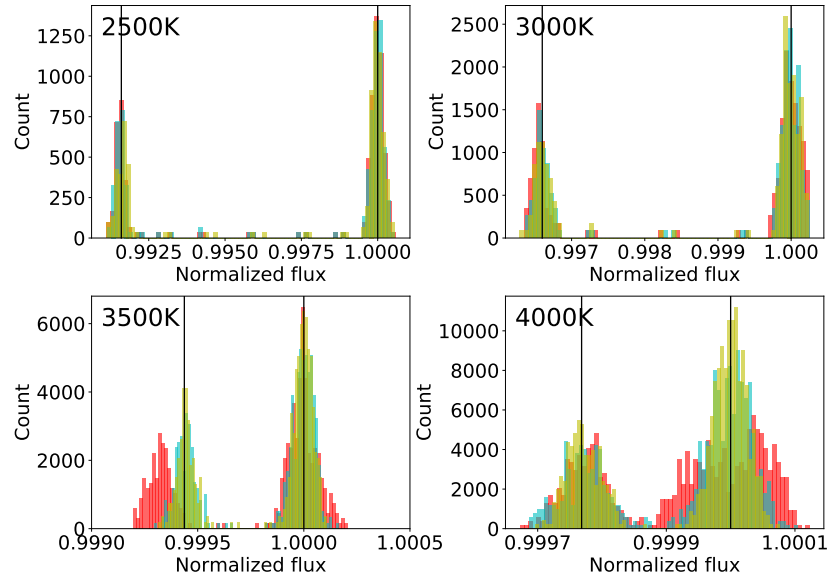 2500K
Count
1250
1000
750
500
250
0
0.9925 0.9950 0.9975 1.0000
Normalized flux
3000K
Count
2500
2000
1500
1000
500
0
0.997 0.998 0.999 1.000
Normalized flux
3500K
Count
6000
4000
2000
0
0.9990 0.9995 1.0000 1.0005
Normalized flux
4000K
Count
10000
8000
6000
4000
2000
0
0.9997 0.9999 1.0001
Normalized flux